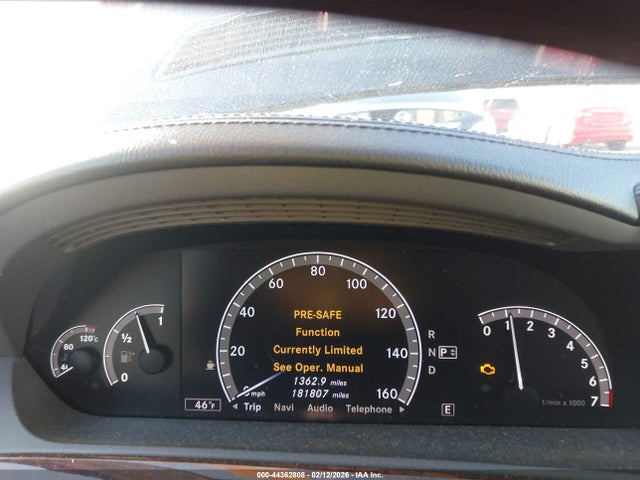 PRE-SAFE
Function
Currently Limited
See Oper. Manual
1362.9 miles
181807 miles
Trip Navi Audio Telephone
0 20 40 60 80 100 120 140 160
mph
46°F
40 80 120°C
0 1/2 1
R
N P
D
E
0 1 2 3 4 5 6 7
1/min x 1000
000-44362808 - 02/12/2026 - IAA Inc.